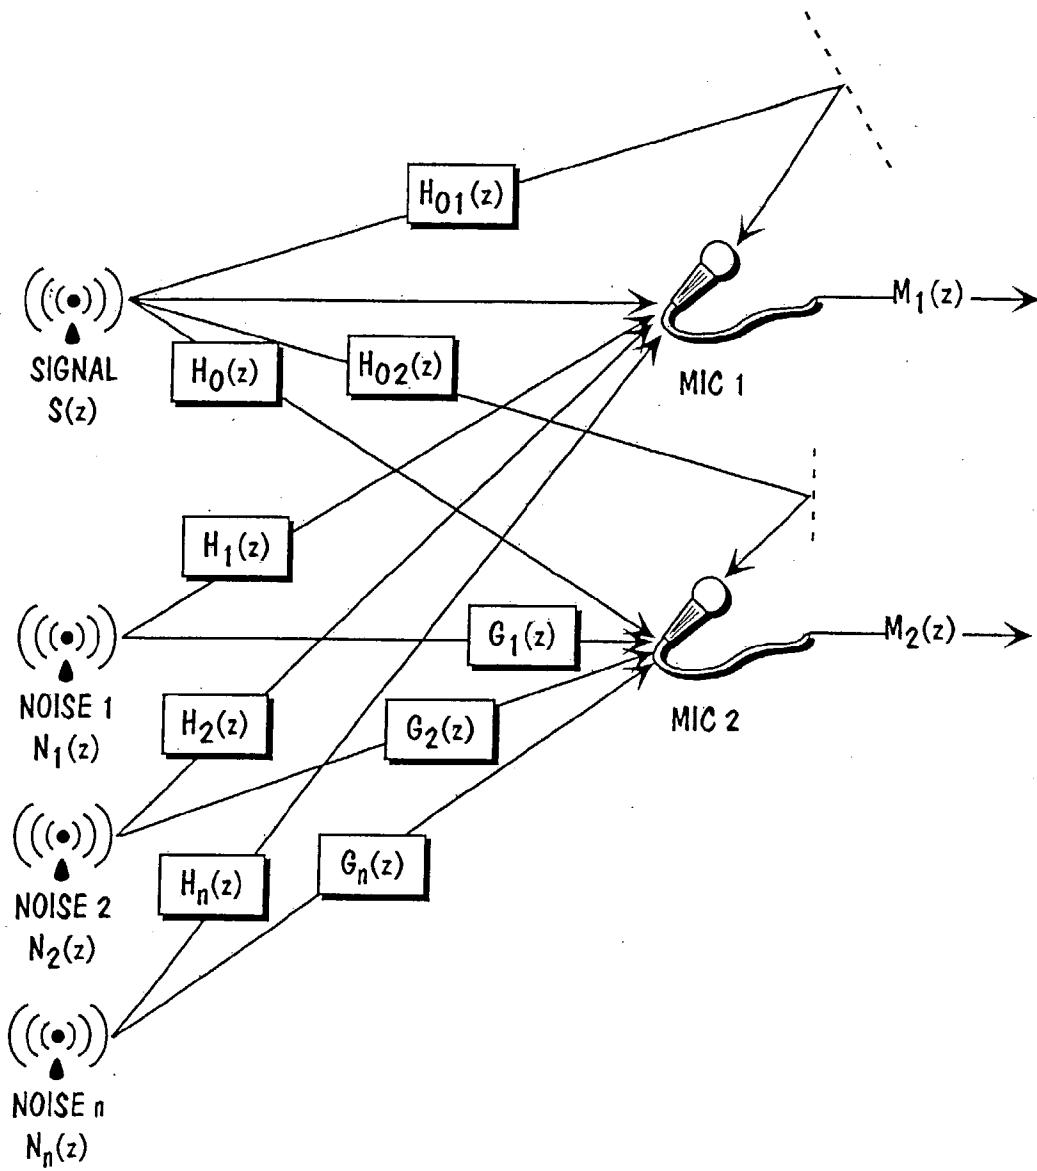 H01(z)
M1(z)
SIGNAL
S(z)
H0(z)
H02(z)
MIC 1
H1(z)
G1(z)
M2(z)
NOISE 1
N1(z)
H2(z)
G2(z)
MIC 2
NOISE 2
N2(z)
Hn(z)
Gn(z)
NOISE n
Nn(z)